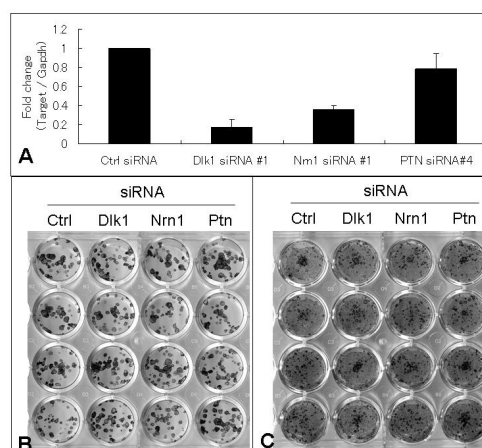 Fold change
(Target / Gapdh)
1.2
1
0.8
0.6
0.4
0.2
0
Ctrl siRNA
Dlk1 siRNA #1
Nrn1 siRNA #1
PTN siRNA#4
A
siRNA
Ctrl Dlk1 Nrn1 Ptn
B
siRNA
Ctrl Dlk1 Nrn1 Ptn
C